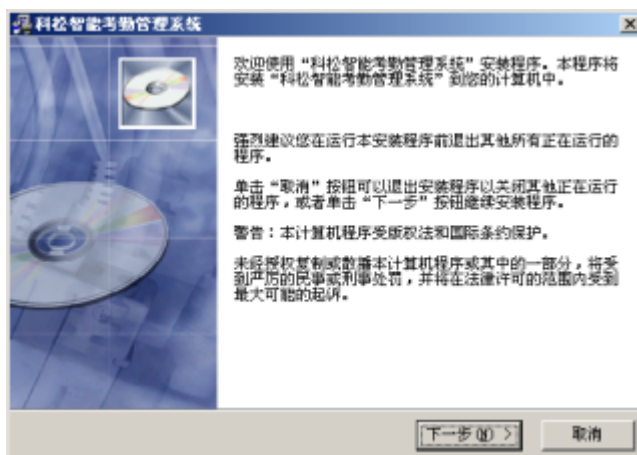 科松智能考勤管理系统
欢迎使用“科松智能考勤管理系统”安装程序。本程序将
安装“科松智能考勤管理系统”到您的计算机中。
强烈建议您在运行本安装程序前退出其他所有正在运行的
程序。
单击“取消”按钮可以退出安装程序以关闭其他正在运行
的程序，或者单击“下一步”按钮继续安装程序。
警告：本计算机程序受版权法和国际条约保护。
未经授权复制或散播本计算机程序或其中的一部分，将受
到严厉的民事或刑事处罚，并将在法律许可的范围内受到
最大可能的起诉。
下一步(N) >
取消